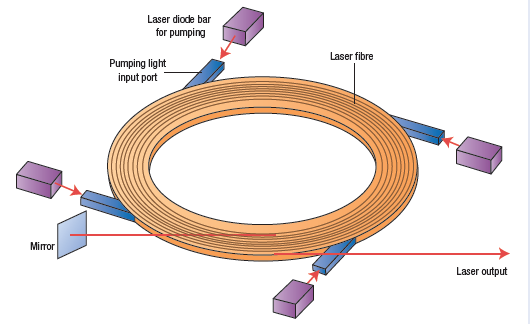 Laser diode bar
for pumping
Pumping light
input port
Laser fibre
Mirror
Laser output